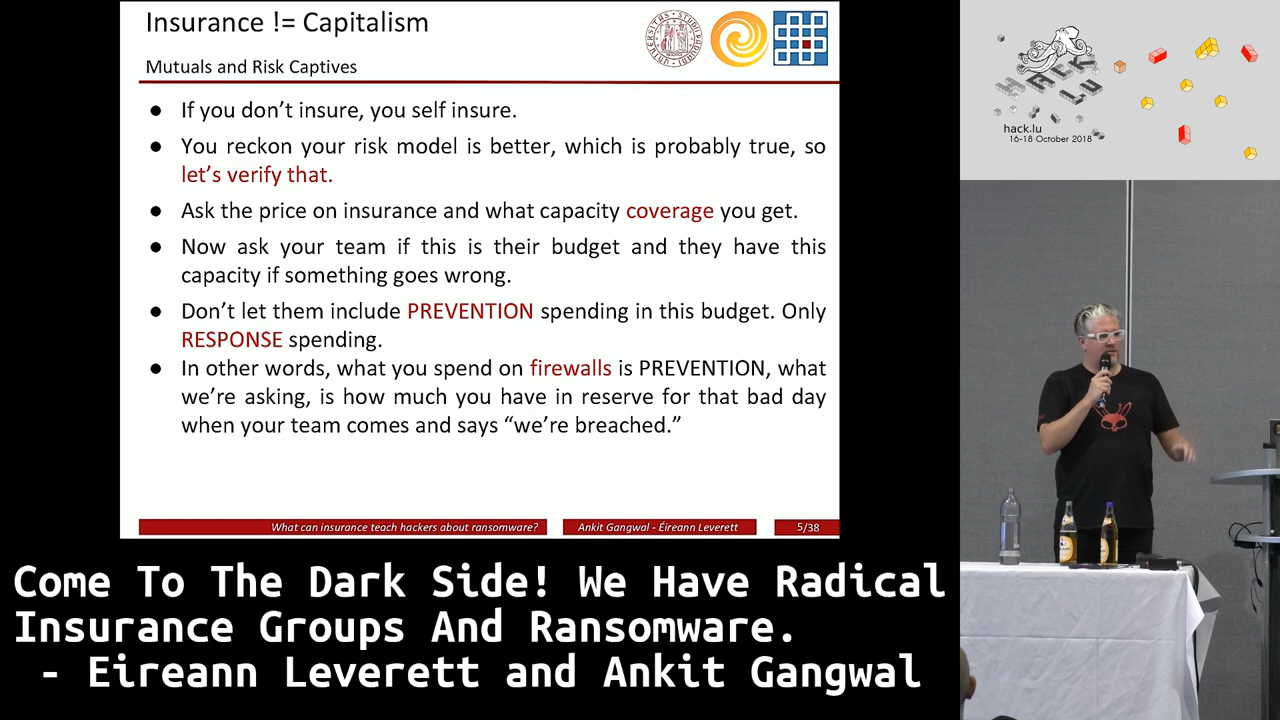 Insurance != Capitalism
Mutuals and Risk Captives
● If you don't insure, you self insure.
● You reckon your risk model is better, which is probably true, so
let's verify that.
● Ask the price on insurance and what capacity coverage you get.
● Now ask your team if this is their budget and they have this
capacity if something goes wrong.
● Don't let them include PREVENTION spending in this budget. Only
RESPONSE spending.
● In other words, what you spend on firewalls is PREVENTION, what
we're asking, is how much you have in reserve for that bad day
when your team comes and says “we're breached.”
What can insurance teach hackers about ransomware?
Ankit Gangwal - Éireann Leverett
5/38
HACK
LU
hack.lu
16-18 October 2018
Come To The Dark Side! We Have Radical
Insurance Groups And Ransomware.
- Eireann Leverett and Ankit Gangwal